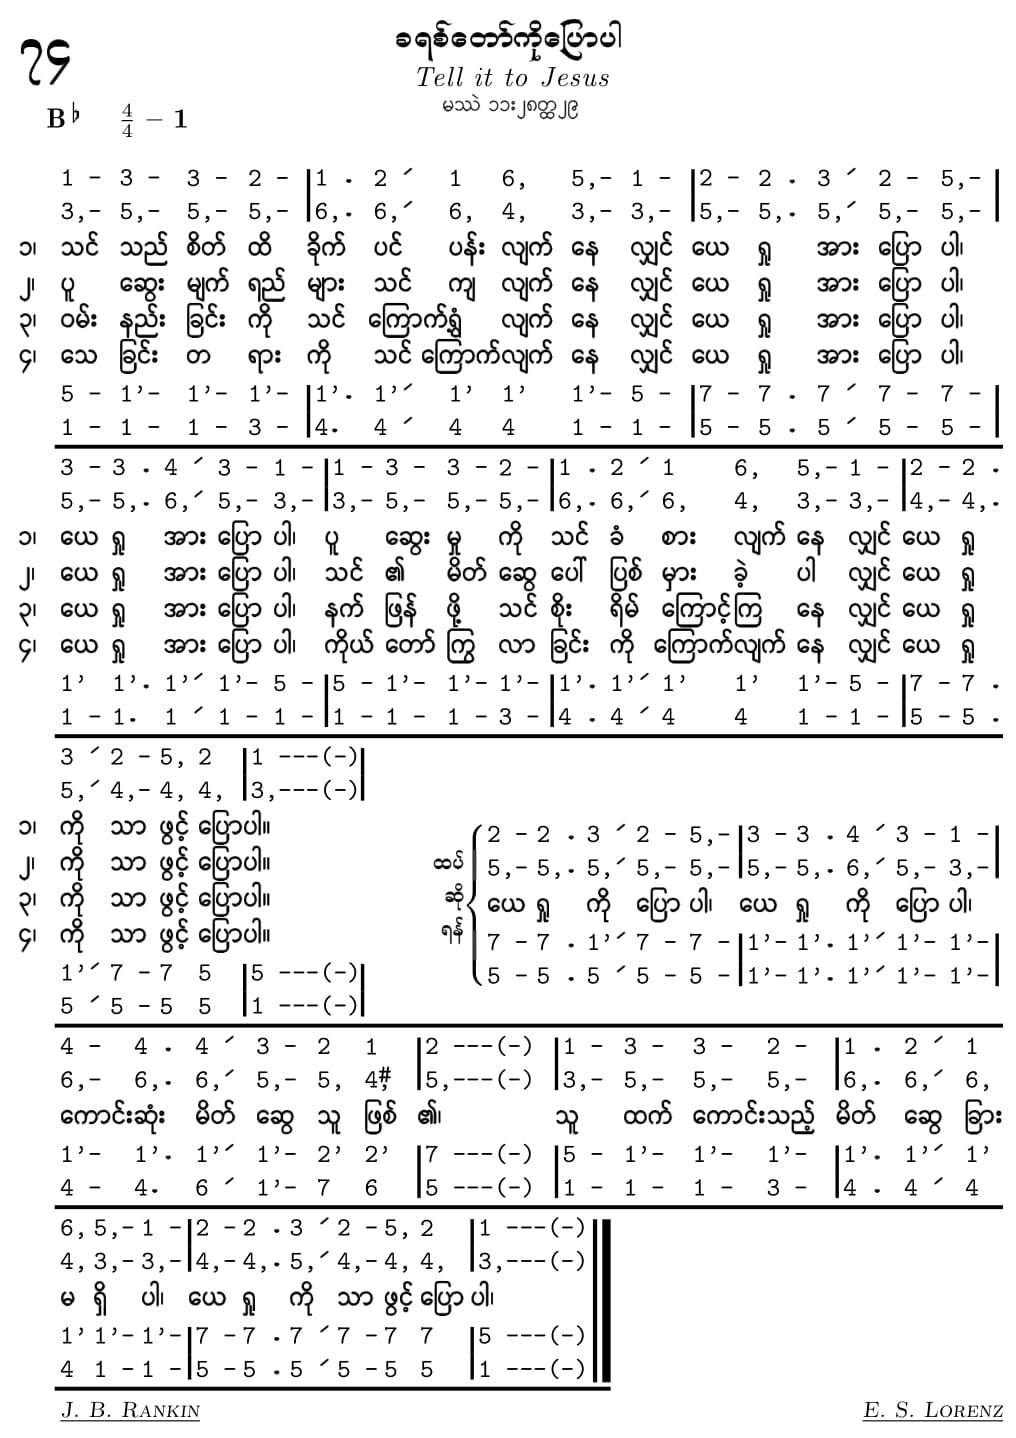 ၇၄
ခရစ်တော်ကိုပြောပါ
Tell it to Jesus
မဿဲ ၁၁း၂၈တ္ထ၂၉
B♭ 4/4 – 1
1 – 3 – 3 – 2 – |1 . 2 ´ 1 6, 5,– 1 – |2 – 2 . 3 ´ 2 – 5,– |
3,– 5,– 5,– 5,– |6,. 6,´ 6, 4, 3,– 3,– |5,– 5,. 5,´ 5,– 5,– |
၁၊ သင် သည် စိတ် ထိ ခိုက် ပင် ပန်း လျက် နေ လျှင် ယေ ရှု အား ပြော ပါ၊
၂၊ ပူ ဆွေး မျက် ရည် များ သင် ကျ လျက် နေ လျှင် ယေ ရှု အား ပြော ပါ၊
၃၊ ဝမ်း နည်း ခြင်း ကို သင် ကြောက်ရွံ့ လျက် နေ လျှင် ယေ ရှု အား ပြော ပါ၊
၄၊ သေ ခြင်း တ ရား ကို သင် ကြောက်လျက် နေ လျှင် ယေ ရှု အား ပြော ပါ၊
5 – 1’– 1’– 1’– |1’. 1’´ 1’ 1’ 1’– 5 – |7 – 7 . 7 ´ 7 – 7 – |
1 – 1 – 1 – 3 – |4. 4 ´ 4 4 1 – 1 – |5 – 5 . 5 ´ 5 – 5 – |
3 – 3 . 4 ´ 3 – 1 – |1 – 3 – 3 – 2 – |1 . 2 ´ 1 6, 5,– 1 – |2 – 2 .
5,– 5,. 6,´ 5,– 3,– |3,– 5,– 5,– 5,– |6,. 6,´ 6, 4, 3,– 3,– |4,– 4,.
၁၊ ယေ ရှု အား ပြော ပါ၊ ပူ ဆွေး မှု ကို သင် ခံ စား လျက် နေ လျှင် ယေ ရှု
၂၊ ယေ ရှု အား ပြော ပါ၊ သင် ၏ မိတ် ဆွေ ပေါ် ပြစ် မှား ခဲ့ ပါ လျှင် ယေ ရှု
၃၊ ယေ ရှု အား ပြော ပါ၊ နက် ဖြန် ဖို့ သင် စိုး ရိမ် ကြောင့်ကြ နေ လျှင် ယေ ရှု
၄၊ ယေ ရှု အား ပြော ပါ၊ ကိုယ် တော် ကြွ လာ ခြင်း ကို ကြောက်လျက် နေ လျှင် ယေ ရှု
1’ 1’. 1’´ 1’– 5 – |5 – 1’– 1’– 1’– |1’. 1’´ 1’ 1’ 1’– 5 – |7 – 7 .
1 – 1. 1 ´ 1 – 1 – |1 – 1 – 1 – 3 – |4 . 4 ´ 4 4 1 – 1 – |5 – 5 .
3 ´ 2 – 5, 2 |1 –––(–)|
5,´ 4,– 4, 4, |3,–––(–)|
၁၊ ကို သာ ဖွင့် ပြောပါ။
၂၊ ကို သာ ဖွင့် ပြောပါ။
၃၊ ကို သာ ဖွင့် ပြောပါ။
၄၊ ကို သာ ဖွင့် ပြောပါ။
1’´ 7 – 7 5 |5 –––(–)|
5 ´ 5 – 5 5 |1 –––(–)|
ထပ်
ဆို
ရန်
2 – 2 . 3 ´ 2 – 5,– |3 – 3 . 4 ´ 3 – 1 – |
5,– 5,. 5,´ 5,– 5,– |5,– 5,. 6,´ 5,– 3,– |
ယေ ရှု ကို ပြော ပါ၊ ယေ ရှု ကို ပြော ပါ၊
7 – 7 . 1’´ 7 – 7 – |1’– 1’. 1’´ 1’– 1’– |
5 – 5 . 5 ´ 5 – 5 – |1’– 1’. 1’´ 1’– 1’– |
4 – 4 . 4 ´ 3 – 2 1 |2 –––(–) |1 – 3 – 3 – 2 – |1 . 2 ´ 1
6,– 6,. 6,´ 5,– 5, 4♯, |5,–––(–) |3,– 5,– 5,– 5,– |6,. 6,´ 6,
ကောင်းဆုံး မိတ် ဆွေ သူ ဖြစ် ၏၊ သူ ထက် ကောင်းသည့် မိတ် ဆွေ ခြား
1’– 1’. 1’´ 1’– 2’ 2’ |7 –––(–) |5 – 1’– 1’– 1’– |1’. 1’´ 1’
4 – 4. 6 ´ 1’– 7 6 |5 –––(–) |1 – 1 – 1 – 3 – |4 . 4 ´ 4
6, 5,– 1 –|2 – 2 . 3 ´ 2 – 5, 2 |1 –––(–)
4, 3,– 3,–|4,– 4,. 5,´ 4,– 4, 4, |3,–––(–)
မ ရှိ ပါ၊ ယေ ရှု ကို သာ ဖွင့် ပြော ပါ၊
1’ 1’– 1’–|7 – 7 . 7 ´ 7 – 7 7 |5 –––(–)
4 1 – 1 –|5 – 5 . 5 ´ 5 – 5 5 |1 –––(–)
J. B. RANKIN
E. S. LORENZ